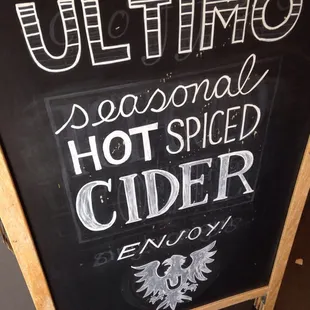 ULTIMO
seasonal
HOT SPICED
CIDER
ENJOY!
U